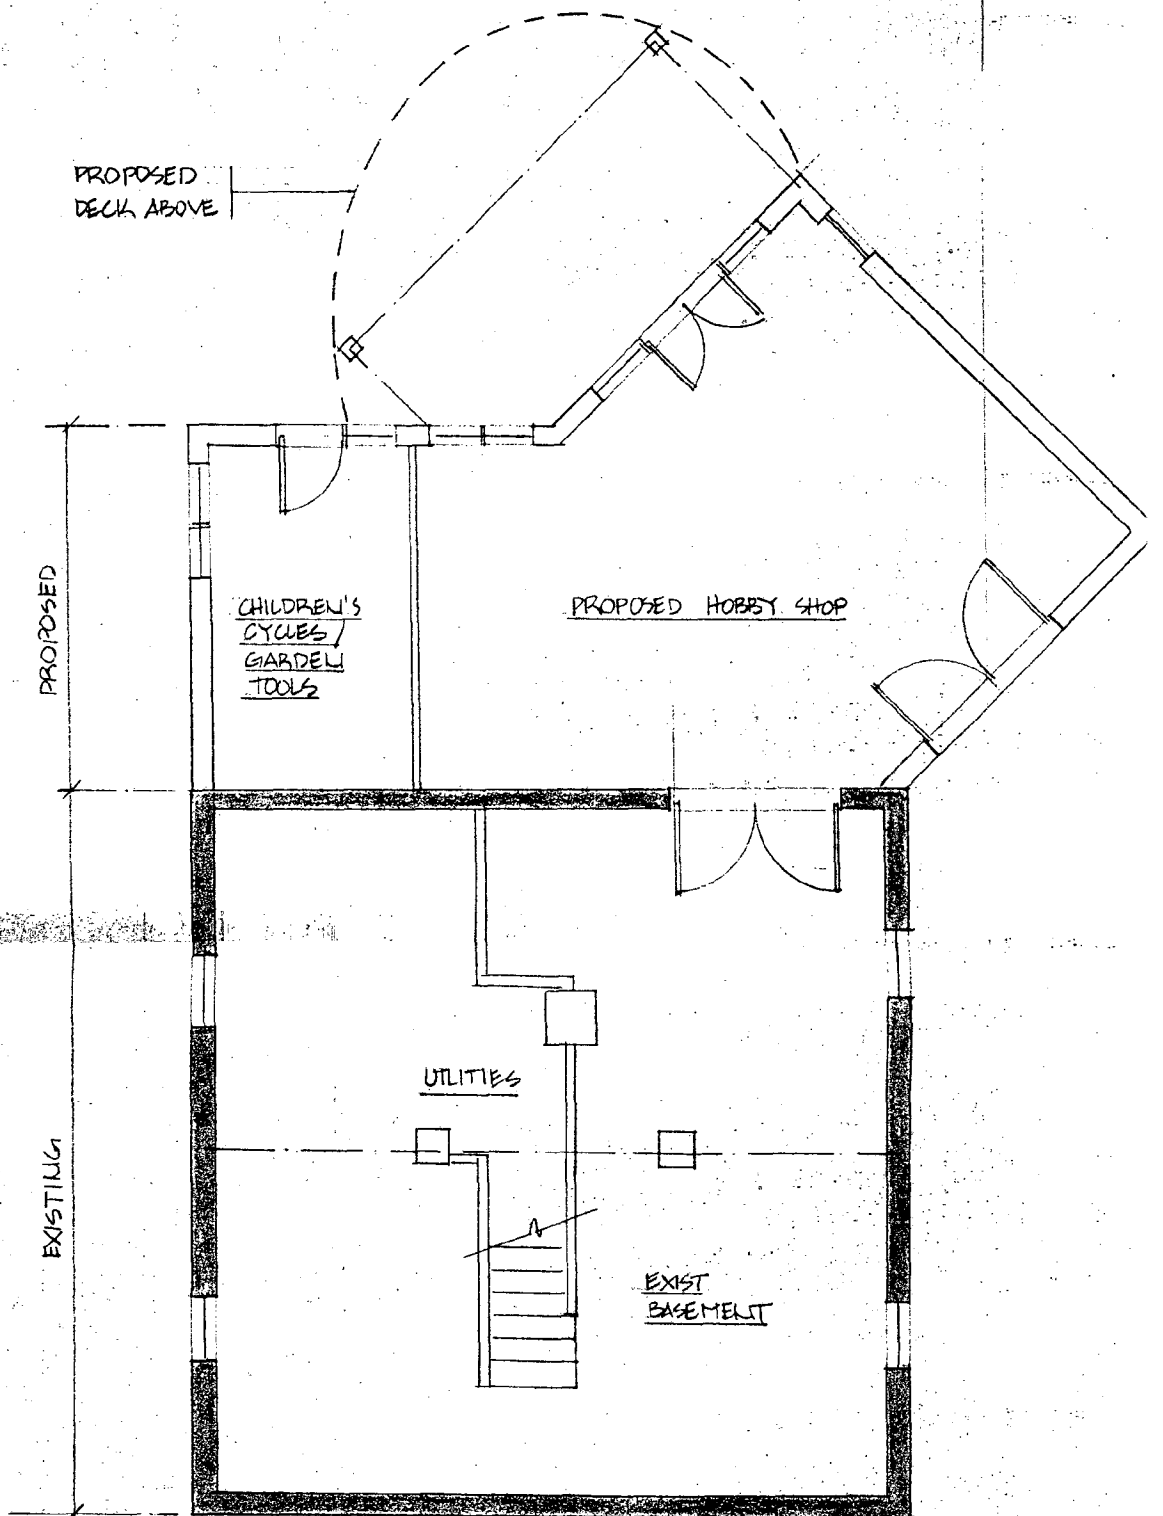 PROPOSED
DECK ABOVE
PROPOSED
CHILDREN'S
CYCLES/
GARDEN
TOOLS
PROPOSED HOBBY SHOP
UTILITIES
EXISTING
EXIST
BASEMENT